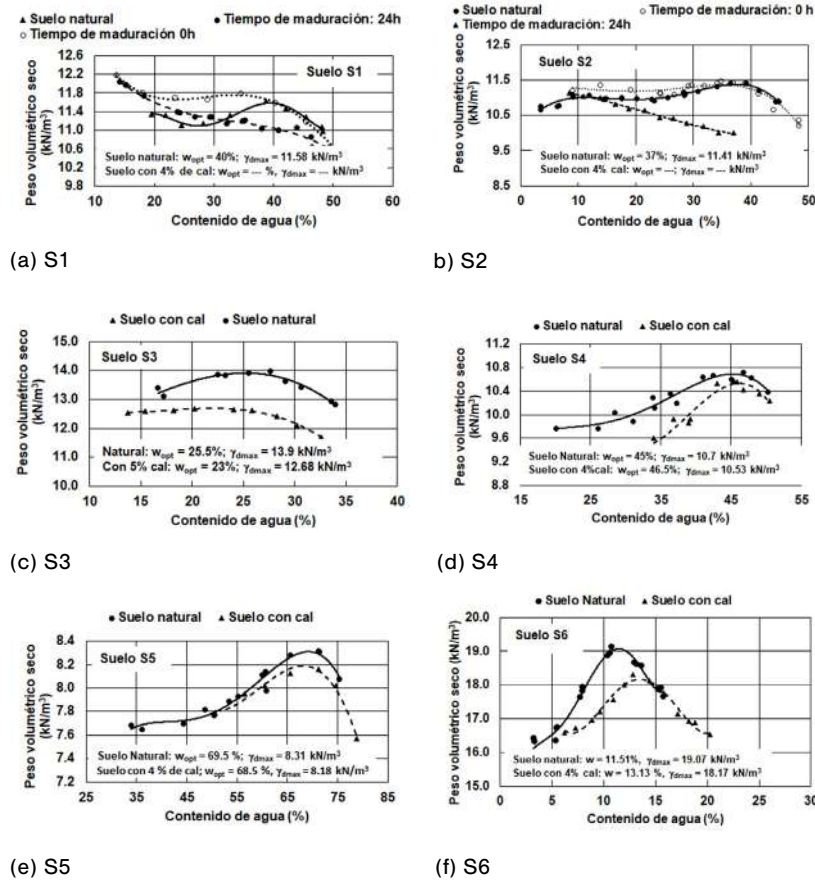 ▲ Suelo natural ● Tiempo de maduración: 24h
○ Tiempo de maduración 0h
Peso volumétrico seco (kN/m³)
12.6
12.2
11.8
11.4
11.0
10.6
10.2
9.8
Suelo S1
Suelo natural: wopt = 40%; γdmax = 11.58 kN/m³
Suelo con 4% de cal: wopt = --- %, γdmax = --- kN/m³
10 20 30 40 50 60
Contenido de agua (%)
(a) S1
● Suelo natural ○ Tiempo de maduración: 0 h
▲ Tiempo de maduración: 24h
Peso volumétrico seco (kN/m³)
12.5
11.5
10.5
9.5
8.5
Suelo S2
Suelo natural: wopt = 37%; γdmax = 11.41 kN/m³
Suelo con 4% cal: wopt = ---; γdmax = --- kN/m³
0 10 20 30 40 50
Contenido de agua (%)
b) S2
▲ Suelo con cal ● Suelo natural
Peso volumétrico seco (kN/m³)
15.0
14.0
13.0
12.0
11.0
10.0
Suelo S3
Natural: wopt = 25.5%; γdmax = 13.9 kN/m³
Con 5% cal: wopt = 23%; γdmax = 12.68 kN/m³
10 15 20 25 30 35 40
Contenido de agua (%)
(c) S3
● Suelo natural ▲ Suelo con cal
Peso volumétrico seco (kN/m³)
11.2
10.8
10.4
10.0
9.6
9.2
8.8
Suelo S4
Suelo Natural: wopt = 45%; γdmax = 10.7 kN/m³
Suelo con 4%cal: wopt = 46.5%; γdmax = 10.53 kN/m³
15 25 35 45 55
Contenido de agua (%)
(d) S4
● Suelo natural ▲ Suelo con cal
Peso volumétrico seco (kN/m³)
8.4
8.2
8.0
7.8
7.6
7.4
7.2
Suelo S5
Suelo Natural: wopt = 69.5 %, γdmax = 8.31 kN/m³
Suelo con 4 % de cal; wopt = 68.5 %, γdmax = 8.18 kN/m³
25 35 45 55 65 75 85
Contenido de agua (%)
(e) S5
● Suelo Natural ▲ Suelo con cal
Peso volumétrico seco (kN/m³)
20.0
19.0
18.0
17.0
16.0
15.0
Suelo S6
Suelo natural: w = 11.51%, γdmax = 19.07 kN/m³
Suelo con 4% cal: w = 13.13 %, γdmax = 18.17 kN/m³
0 5 10 15 20 30
Contenido de agua (%)
(f) S6